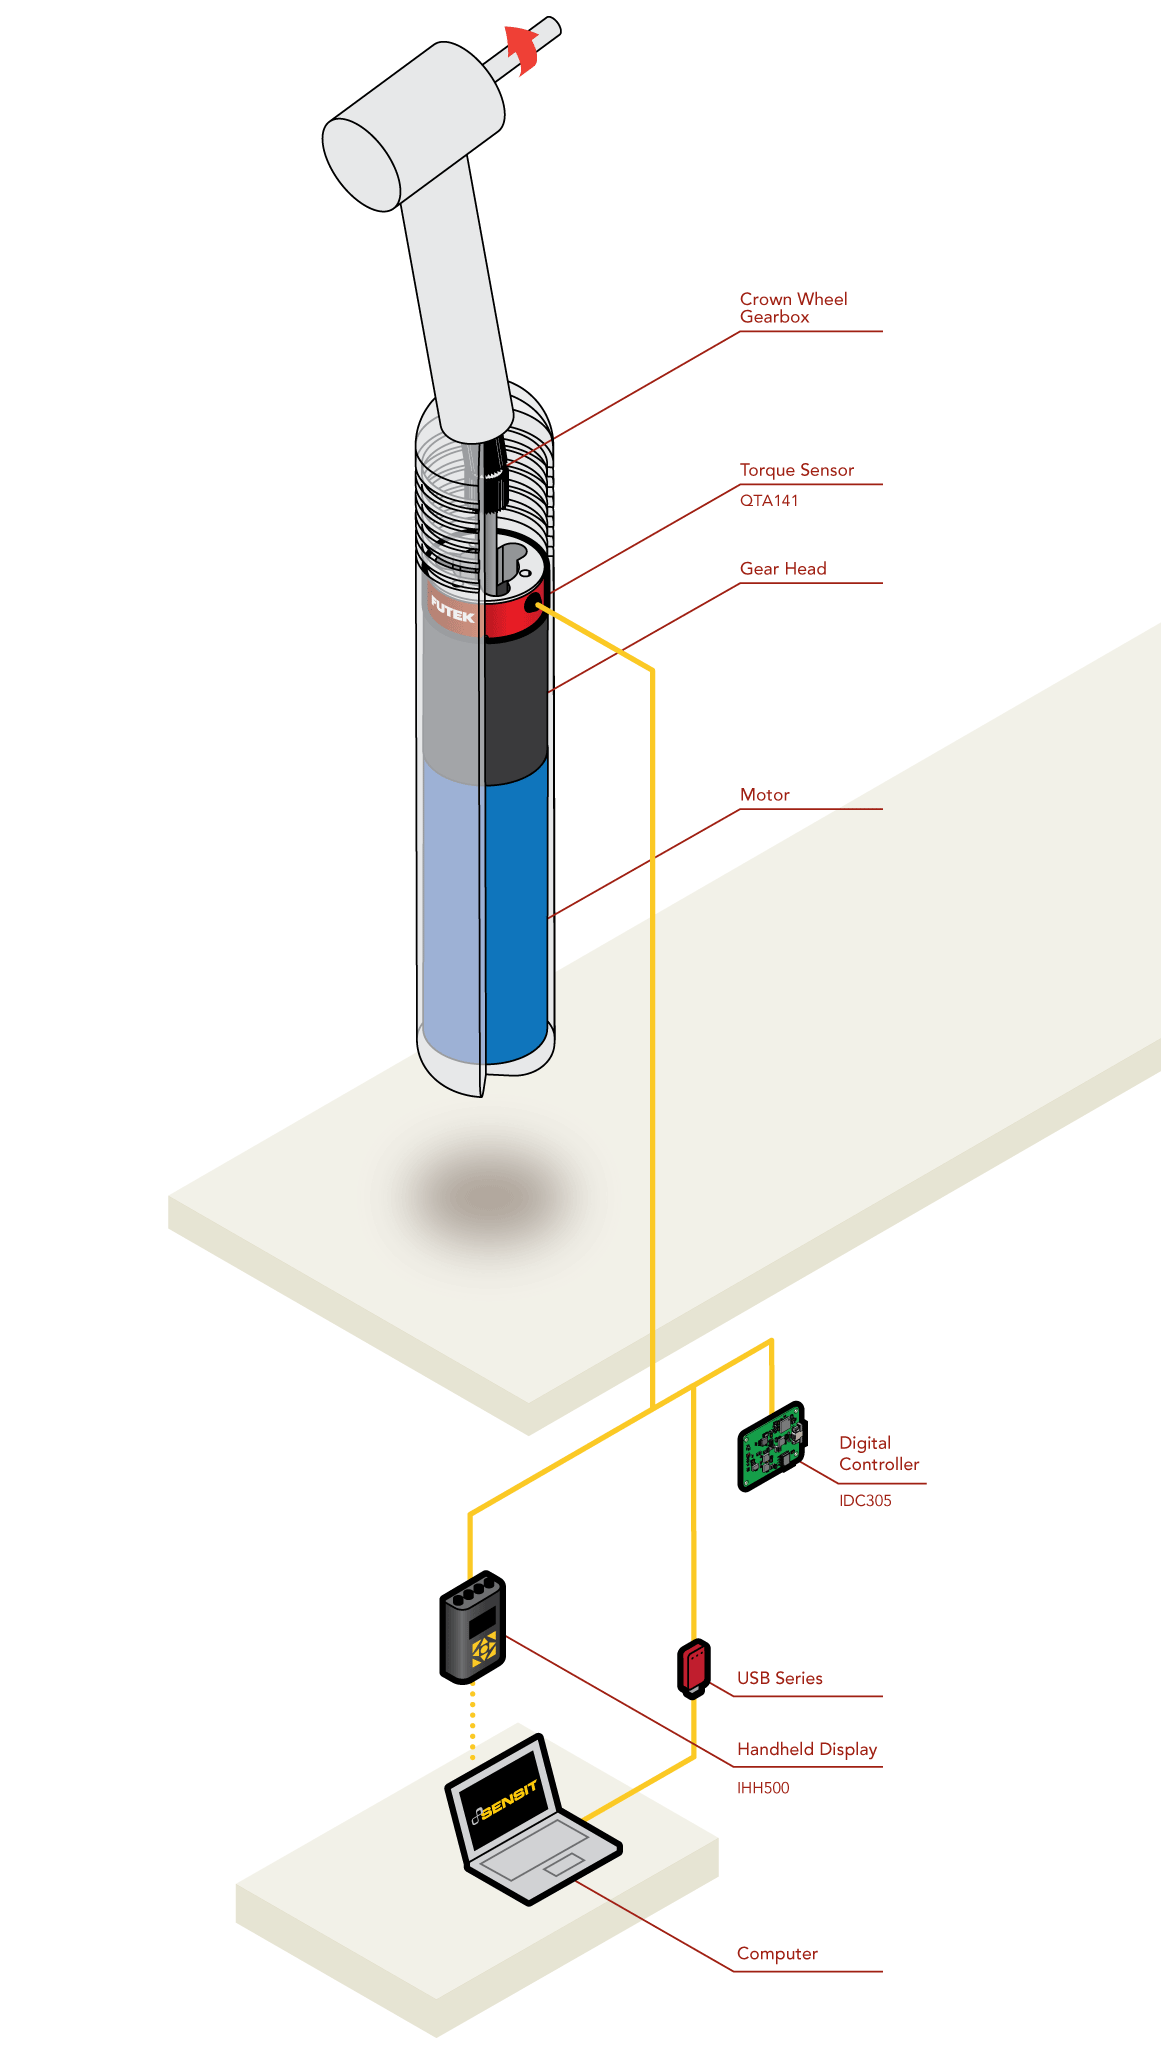 Crown Wheel
Gearbox
Torque Sensor
QTA141
Gear Head
FUTEK
Motor
Digital
Controller
IDC305
USB Series
Handheld Display
IHH500
SENSIT
Computer